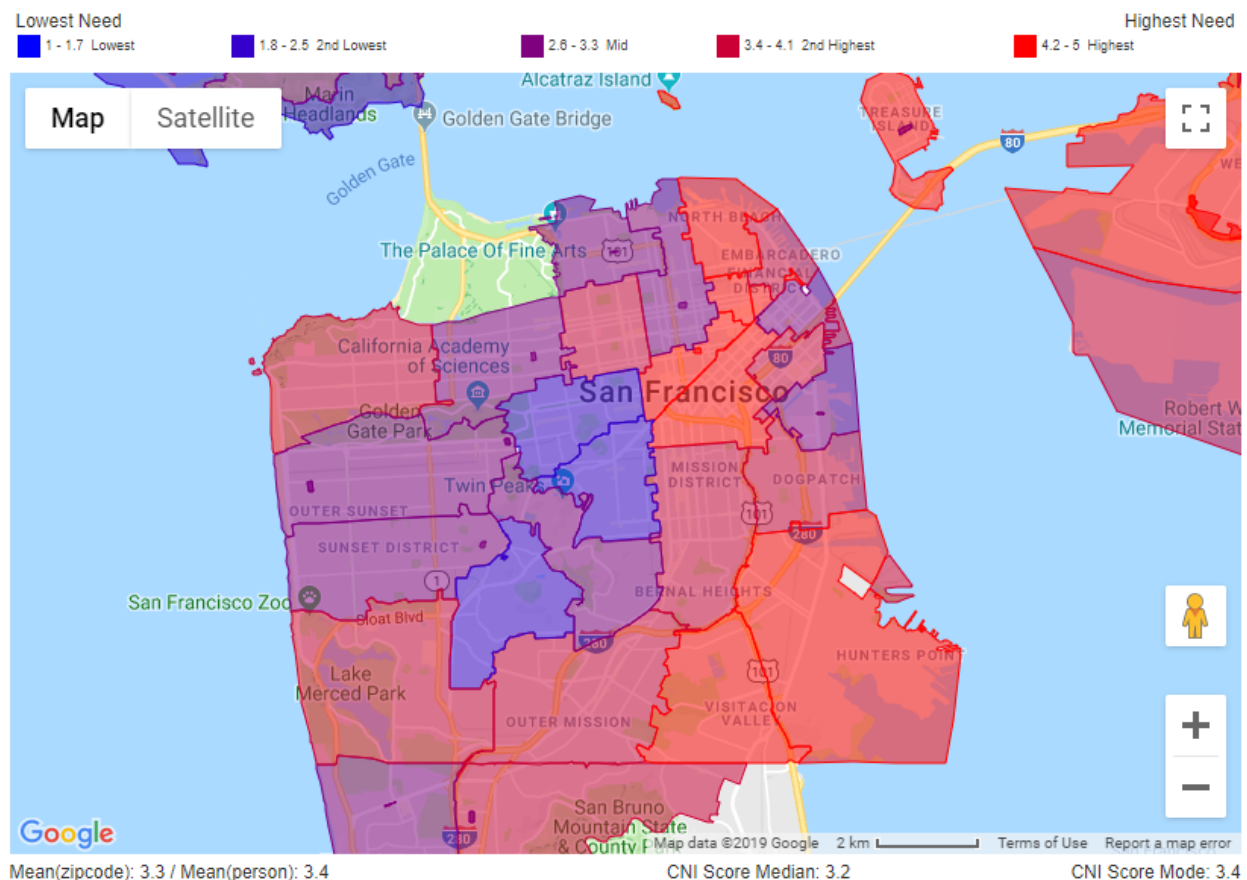 Lowest Need
Highest Need
1 - 1.7 Lowest
1.8 - 2.5 2nd Lowest
2.6 - 3.3 Mid
3.4 - 4.1 2nd Highest
4.2 - 5 Highest
Alcatraz Island
Marin
Headlands
Map
Satellite
Golden Gate Bridge
TREASURE
ISLAND
80
WE
Golden Gate
NORTH BEACH
The Palace Of Fine Arts
101
EMBARCADERO
FINANCIAL
DISTRICT
California Academy
of Sciences
80
San Francisco
Golden
Gate Park
Robert W
Memorial Stat
MISSION
DISTRICT
DOGPATCH
Twin Peaks
OUTER SUNSET
101
SUNSET DISTRICT
280
1
San Francisco Zoo
BERNAL HEIGHTS
Sloat Blvd
280
HUNTERS POINT
Lake
Merced Park
101
VISITACION
VALLEY
OUTER MISSION
San Bruno
Mountain State
& County P
Google
280
Map data ©2019 Google
2 km
Terms of Use
Report a map error
Mean(zipcode): 3.3 / Mean(person): 3.4
CNI Score Median: 3.2
CNI Score Mode: 3.4